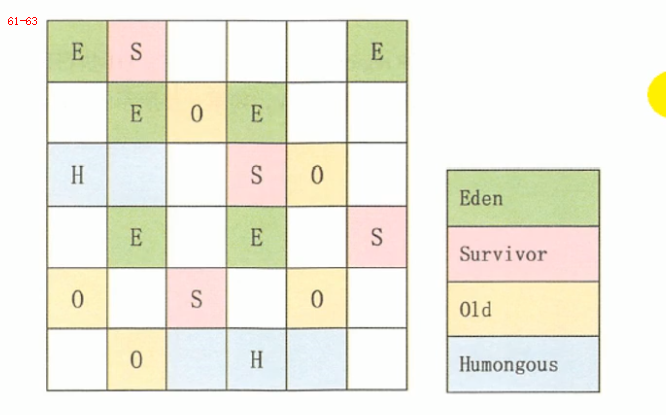 61-63
E S E
E O E
H S O
E E S
O S O
O H
Eden
Survivor
Old
Humongous